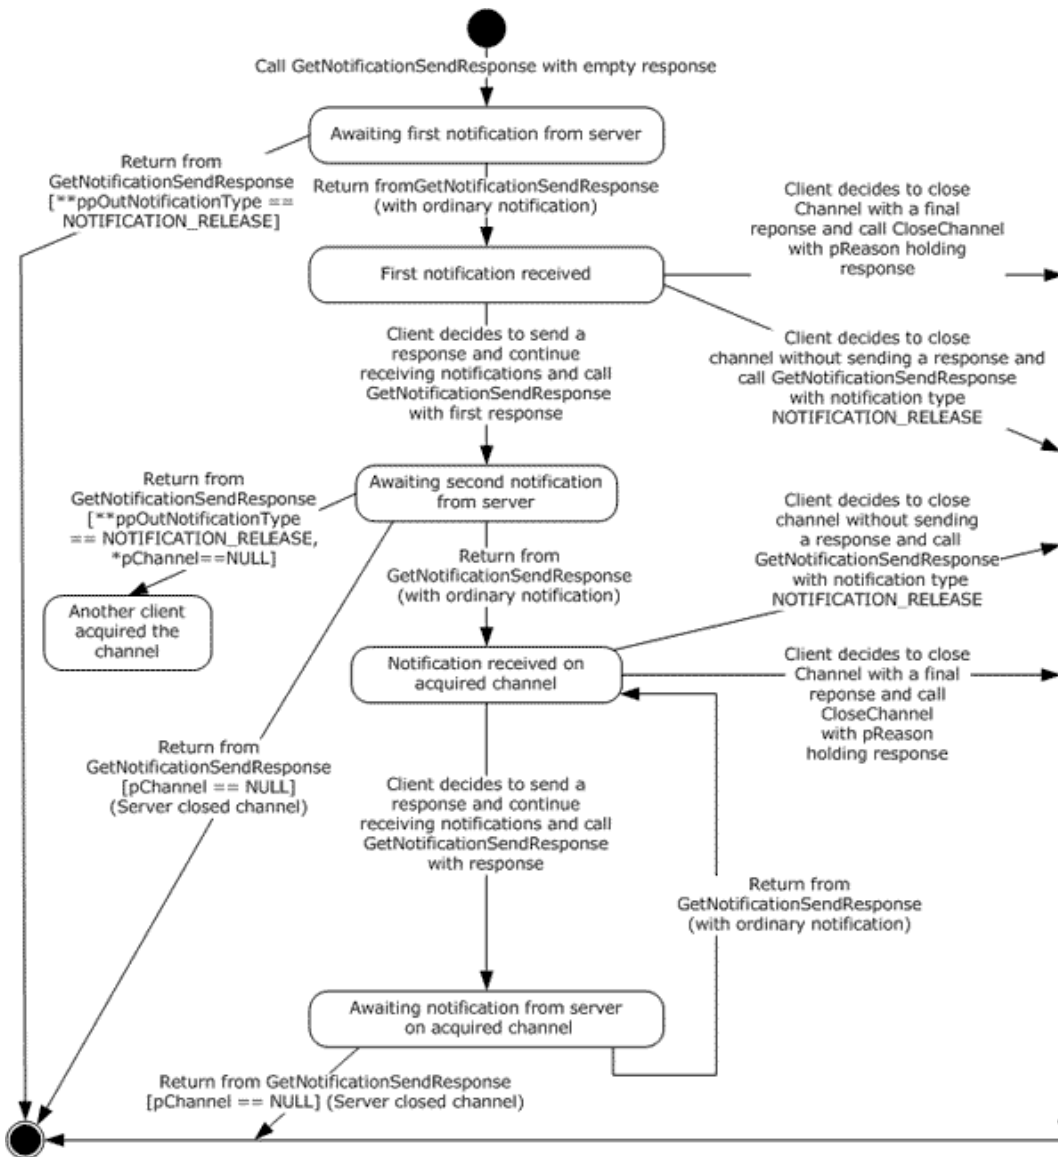 Call GetNotificationSendResponse with empty response
Awaiting first notification from server
Return from
GetNotificationSendResponse
[**ppOutNotificationType ==
NOTIFICATION_RELEASE]
Return fromGetNotificationSendResponse
(with ordinary notification)
Client decides to close
Channel with a final
reponse and call CloseChannel
with pReason holding
response
First notification received
Client decides to send a
response and continue
receiving notifications and call
GetNotificationSendResponse
with first response
Client decides to close
channel without sending a response and
call GetNotificationSendResponse
with notification type
NOTIFICATION_RELEASE
Awaiting second notification
from server
Return from
GetNotificationSendResponse
[**ppOutNotificationType
== NOTIFICATION_RELEASE,
*pChannel==NULL]
Another client
acquired the
channel
Return from
GetNotificationSendResponse
(with ordinary notification)
Client decides to close
channel without sending
a response and call
GetNotificationSendResponse
with notification type
NOTIFICATION_RELEASE
Notification received on
acquired channel
Client decides to close
Channel with a final
reponse and call
CloseChannel
with pReason
holding response
Return from
GetNotificationSendResponse
[pChannel == NULL]
(Server closed channel)
Client decides to send a
response and continue
receiving notifications and call
GetNotificationSendResponse
with response
Return from
GetNotificationSendResponse
(with ordinary notification)
Awaiting notification from server
on acquired channel
Return from GetNotificationSendResponse
[pChannel == NULL] (Server closed channel)